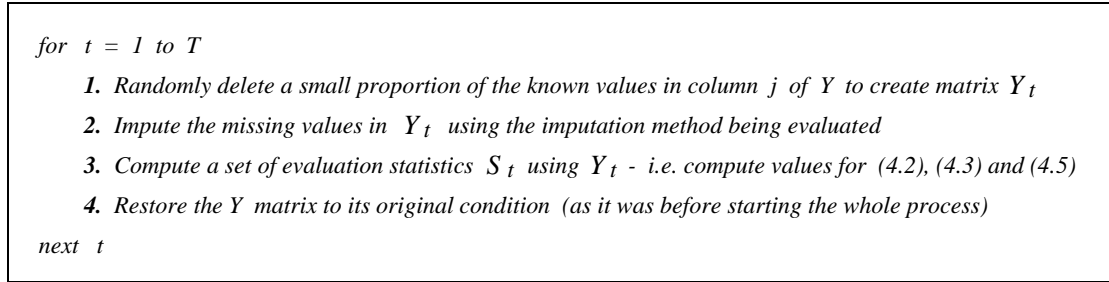 for t = 1 to T
1. Randomly delete a small proportion of the known values in column j of Y to create matrix Y t
2. Impute the missing values in Y t using the imputation method being evaluated
3. Compute a set of evaluation statistics S t using Y t - i.e. compute values for (4.2), (4.3) and (4.5)
4. Restore the Y matrix to its original condition (as it was before starting the whole process)
next t